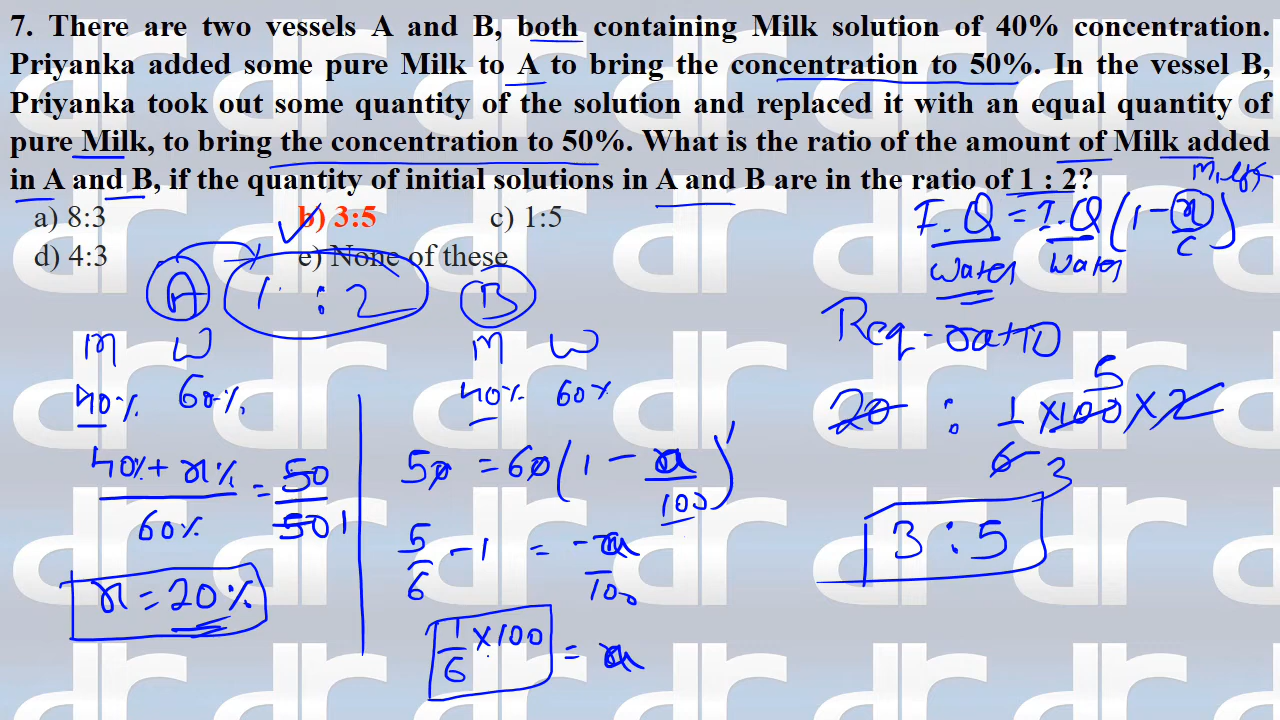 7. There are two vessels A and B, both containing Milk solution of 40% concentration.
Priyanka added some pure Milk to A to bring the concentration to 50%. In the vessel B,
Priyanka took out some quantity of the solution and replaced it with an equal quantity of
pure Milk, to bring the concentration to 50%. What is the ratio of the amount of Milk added
in A and B, if the quantity of initial solutions in A and B are in the ratio of 1 : 2?
a) 8:3 b) 3:5 c) 1:5
d) 4:3 e) None of these
A 1 : 2 B
M W
40% 60%
40% + x% / 60% = 50 / 50 1
x = 20%
M W
40% 60%
50 = 60 (1 - x/100)^1
5/6 - 1 = -x/100
1/6 × 100 = x
F.Q = I.Q (1 - x/c)
Water Water
Req - ratio
20 : 1/6 × 100 × 2
5
3
3 : 5